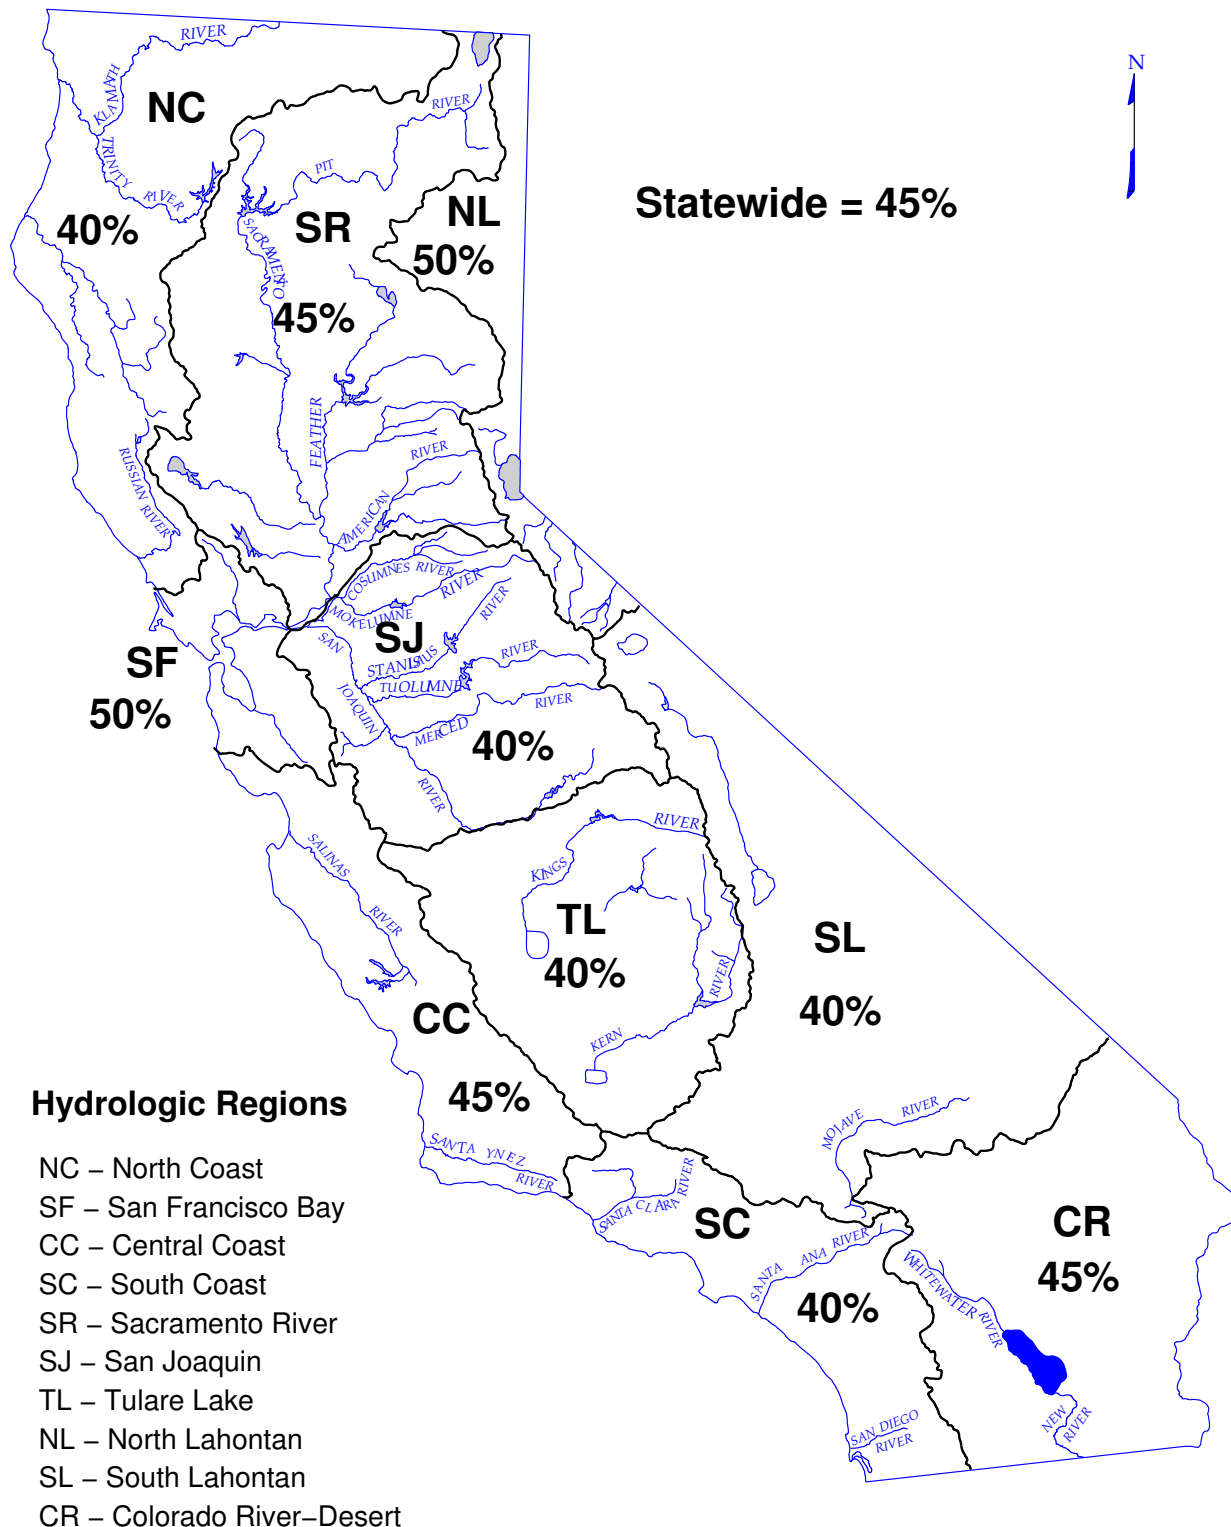 RIVER
N
KLAMATH
NC
RIVER
TRINITY RIVER
PIT
Statewide = 45%
NL
SR
40%
50%
SACRAMENTO
45%
FEATHER
RIVER
RUSSIAN RIVER
AMERICAN
COSUMNES RIVER
RIVER
MOKELUMNE
RIVER
SAN
SJ
STANISLAUS
RIVER
SF
TUOLUMNE
50%
JOAQUIN
RIVER
MERCED
40%
RIVER
RIVER
SALINAS
KINGS
RIVER
TL
SL
40%
RIVER
40%
CC
KERN
45%
Hydrologic Regions
MOJAVE RIVER
SANTA YNEZ
RIVER
NC – North Coast
SANTA CLARA RIVER
SF – San Francisco Bay
SC
CR
CC – Central Coast
SANTA ANA RIVER
WHITEWATER RIVER
45%
SC – South Coast
40%
SR – Sacramento River
SJ – San Joaquin
TL – Tulare Lake
NEW
RIVER
SAN DIEGO
RIVER
NL – North Lahontan
SL – South Lahontan
CR – Colorado River–Desert